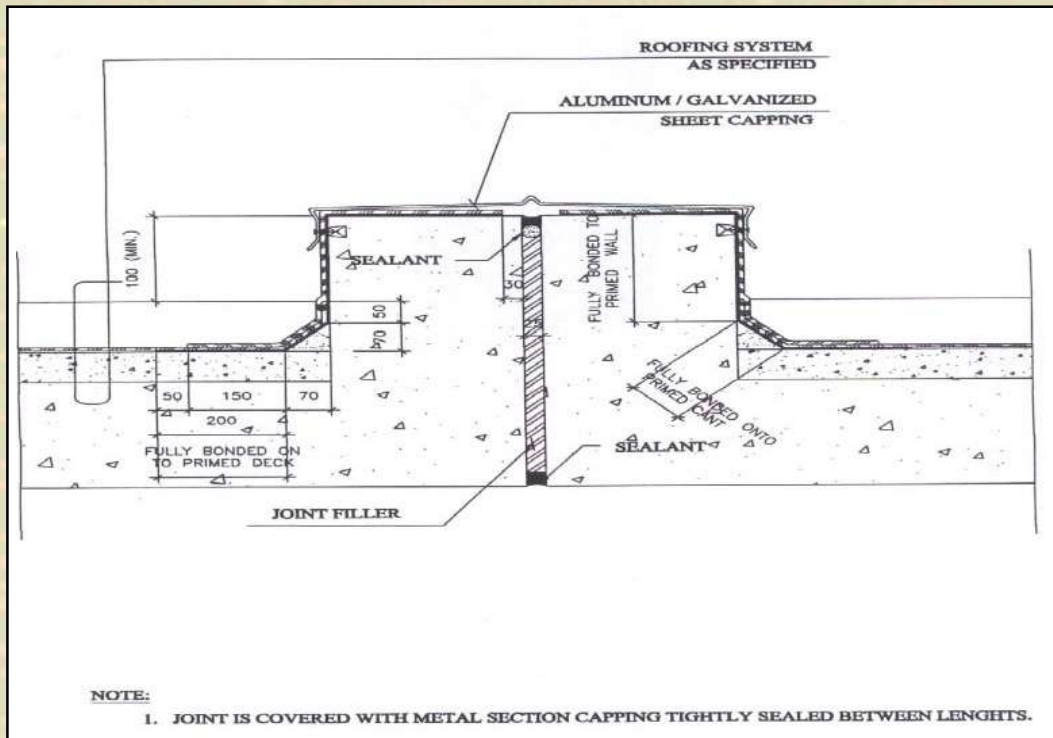 ROOFING SYSTEM
AS SPECIFIED
ALUMINUM / GALVANIZED
SHEET CAPPING
100 (MIN.)
SEALANT
30
FULLY BONDED TO
PRIMED WALL
50
70
25
50 150 70
200
FULLY BONDED ON
TO PRIMED DECK
FULLY BONDED ONTO
PRIMED CANT
SEALANT
JOINT FILLER
NOTE:
1. JOINT IS COVERED WITH METAL SECTION CAPPING TIGHTLY SEALED BETWEEN LENGHTS.